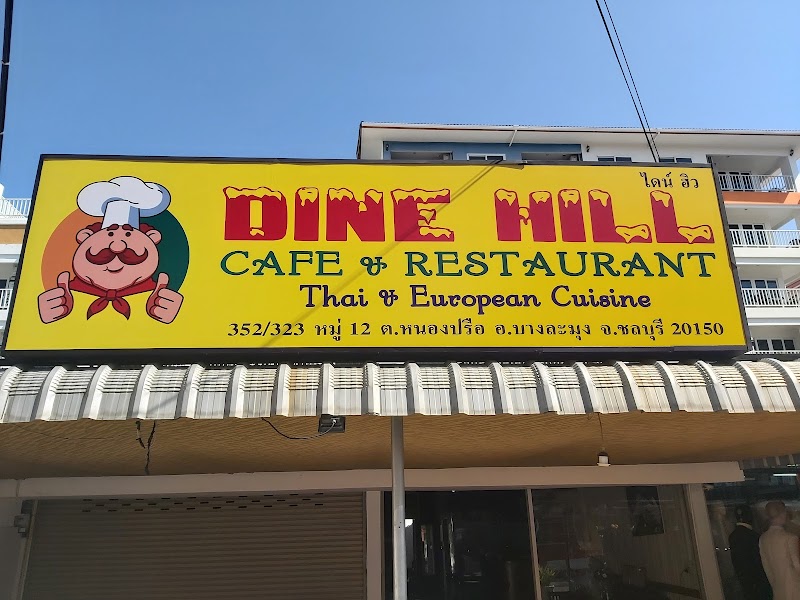 ไดน์ ฮิว
DINE HILL
CAFE & RESTAURANT
Thai & European Cuisine
352/323 หมู่ 12 ต.หนองปรือ อ.บางละมุง จ.ชลบุรี 20150